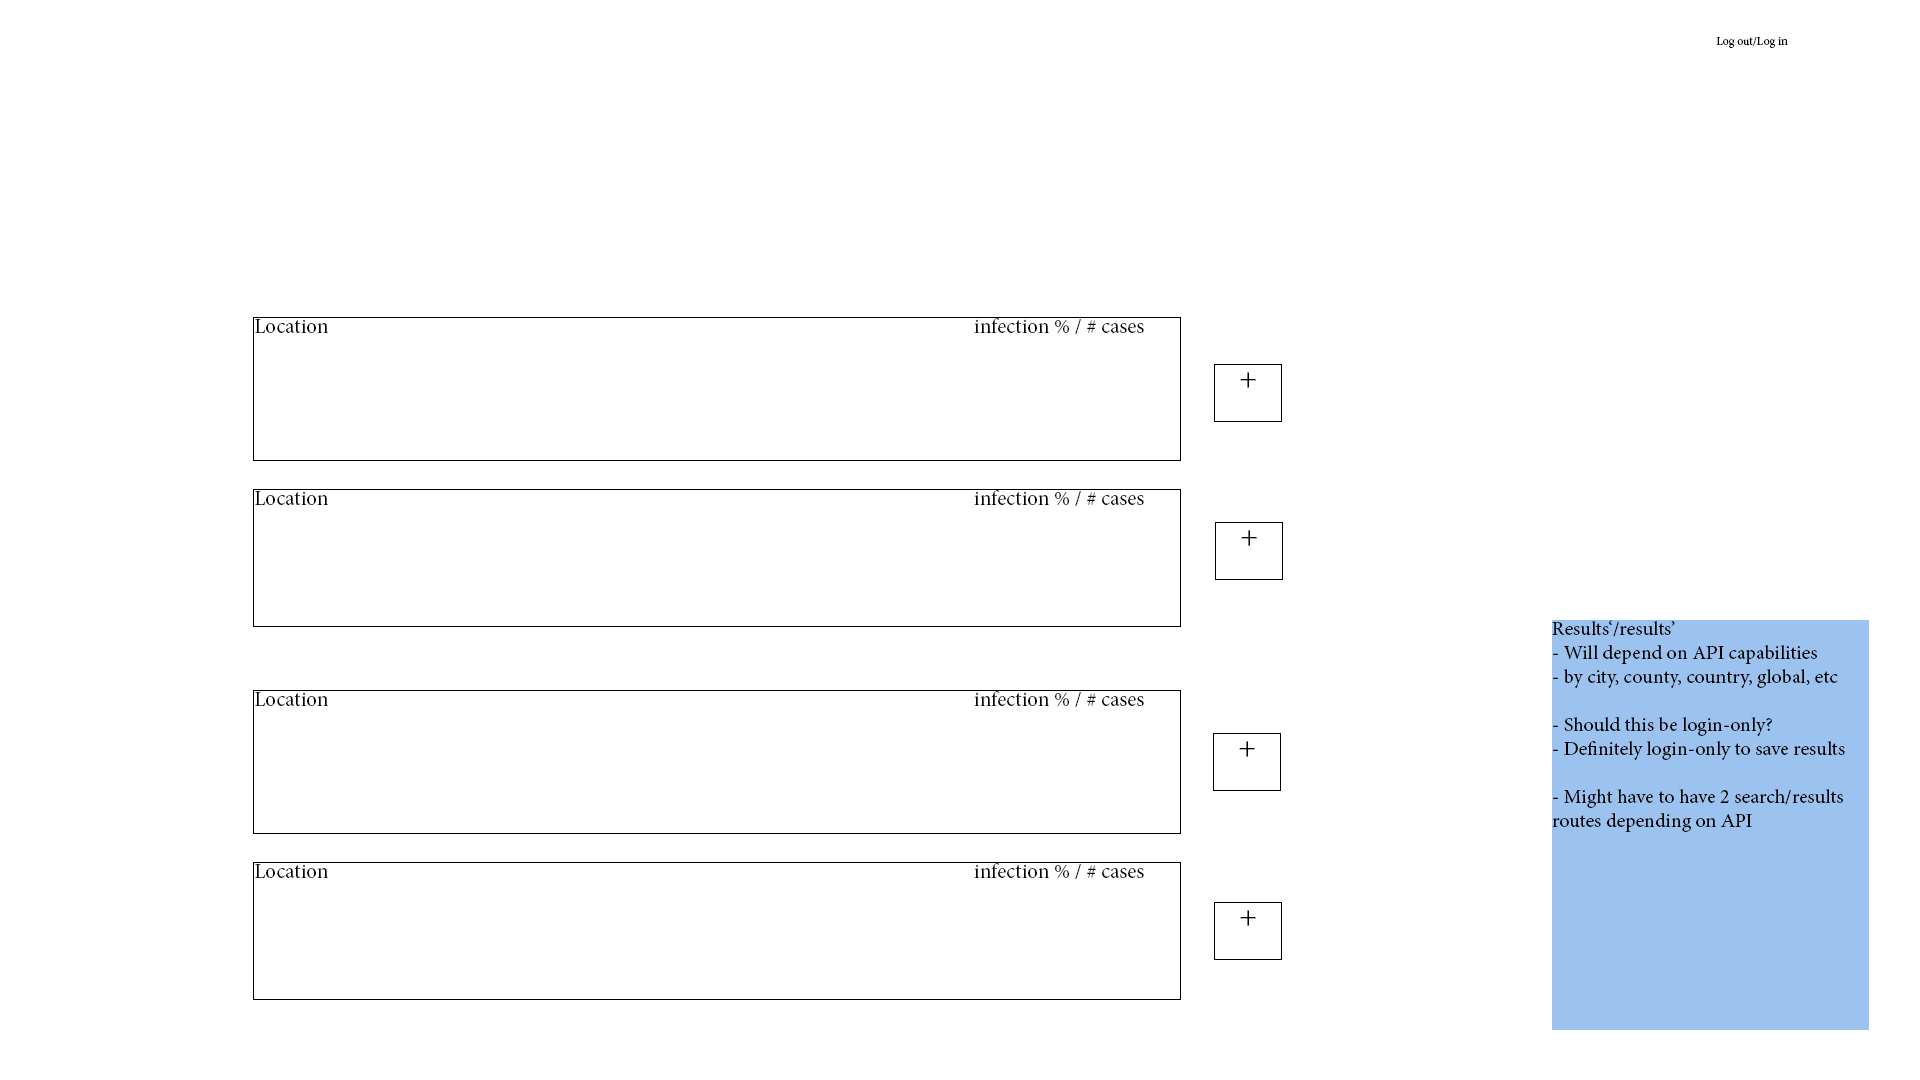 Log out/Log in
Location infection % / # cases
+
Location infection % / # cases
+
Results‘/results’
- Will depend on API capabilities
- by city, county, country, global, etc
- Should this be login-only?
- Definitely login-only to save results
- Might have to have 2 search/results
routes depending on API
Location infection % / # cases
+
Location infection % / # cases
+